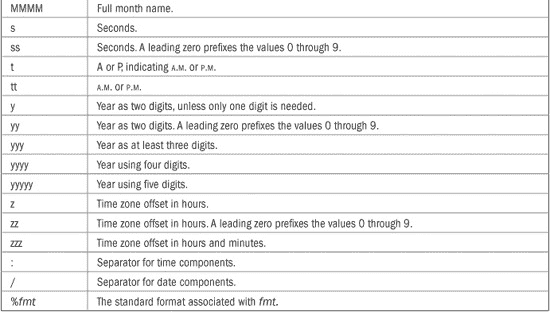 MMMM Full month name.
s Seconds.
ss Seconds. A leading zero prefixes the values 0 through 9.
t A or P, indicating A.M. or P.M.
tt A.M. or P.M.
y Year as two digits, unless only one digit is needed.
yy Year as two digits. A leading zero prefixes the values 0 through 9.
yyy Year as at least three digits.
yyyy Year using four digits.
yyyyy Year using five digits.
z Time zone offset in hours.
zz Time zone offset in hours. A leading zero prefixes the values 0 through 9.
zzz Time zone offset in hours and minutes.
: Separator for time components.
/ Separator for date components.
%fmt The standard format associated with fmt.